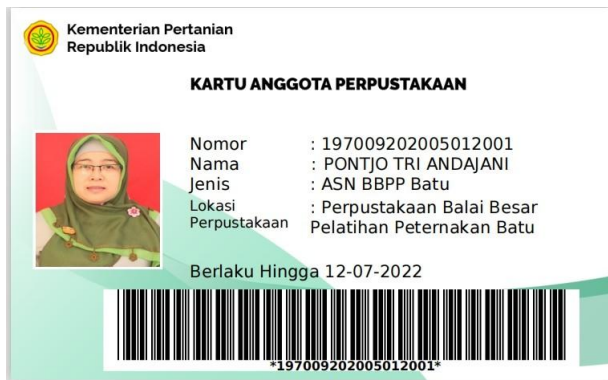 Kementerian Pertanian
Republik Indonesia
KARTU ANGGOTA PERPUSTAKAAN
Nomor : 197009202005012001
Nama : PONTJO TRI ANDAJANI
Jenis : ASN BBPP Batu
Lokasi Perpustakaan : Perpustakaan Balai Besar
Pelatihan Peternakan Batu
Berlaku Hingga 12-07-2022
*197009202005012001*